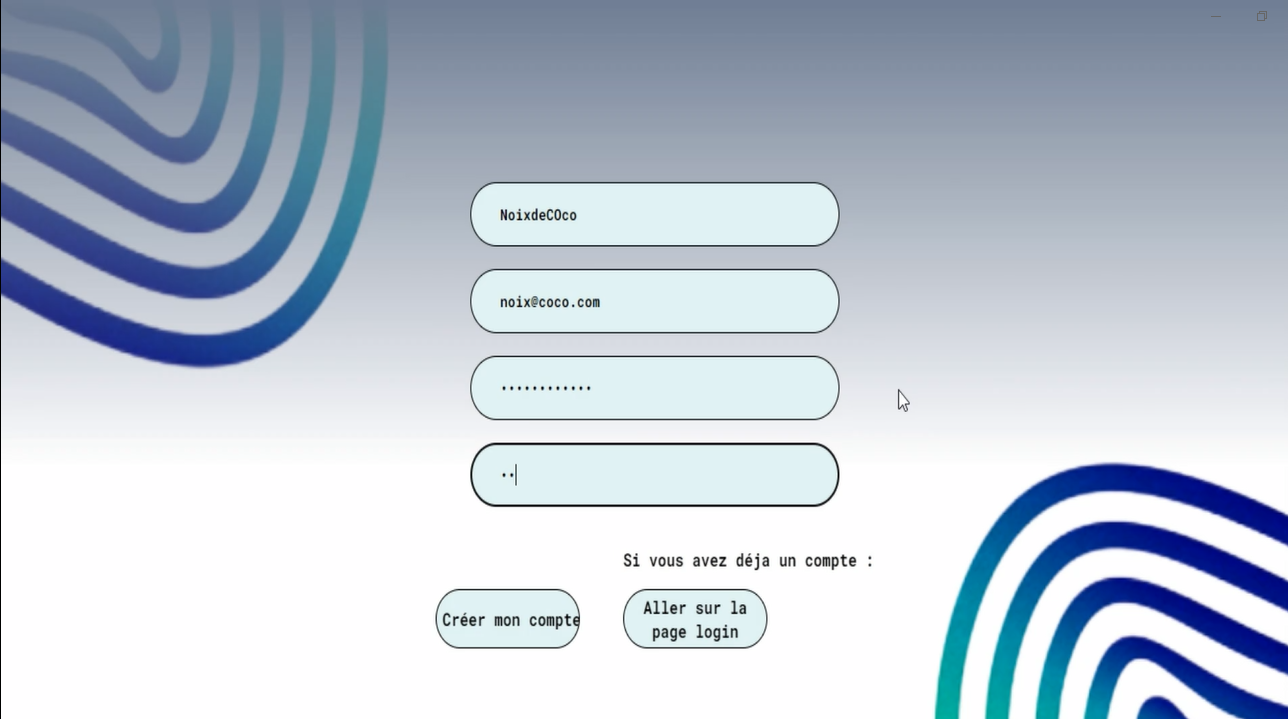 NoixdeCOco
noix@coco.com
············
··
Si vous avez déja un compte :
Créer mon compte
Aller sur la
page login